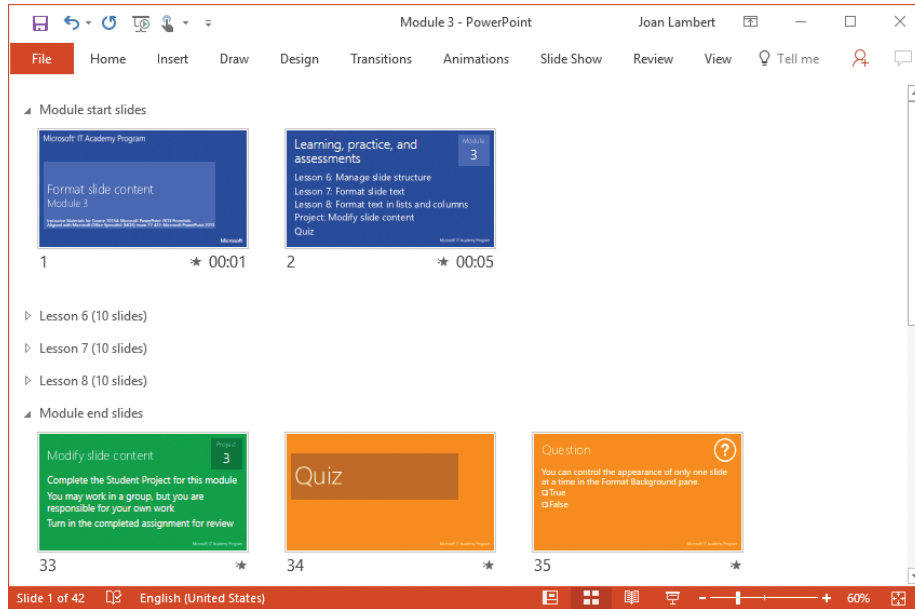 Module 3 - PowerPoint
Joan Lambert
File Home Insert Draw Design Transitions Animations Slide Show Review View Tell me
Module start slides
Microsoft IT Academy Program
Format slide content
Module 3
Microsoft
1 00:01
Learning, practice, and
assessments
Module
3
Lesson 6: Manage slide structure
Lesson 7: Format slide text
Lesson 8: Format text in lists and columns
Project: Modify slide content
Quiz
Microsoft IT Academy Program
2 00:05
Lesson 6 (10 slides)
Lesson 7 (10 slides)
Lesson 8 (10 slides)
Module end slides
Modify slide content
Project
3
Complete the Student Project for this module
You may work in a group, but you are
responsible for your own work
Turn in the completed assignment for review
Microsoft IT Academy Program
33
Quiz
Microsoft IT Academy Program
34
Question
?
You can control the appearance of only one slide
at a time in the Format Background pane.
True
False
Microsoft IT Academy Program
35
Slide 1 of 42 English (United States) 60%